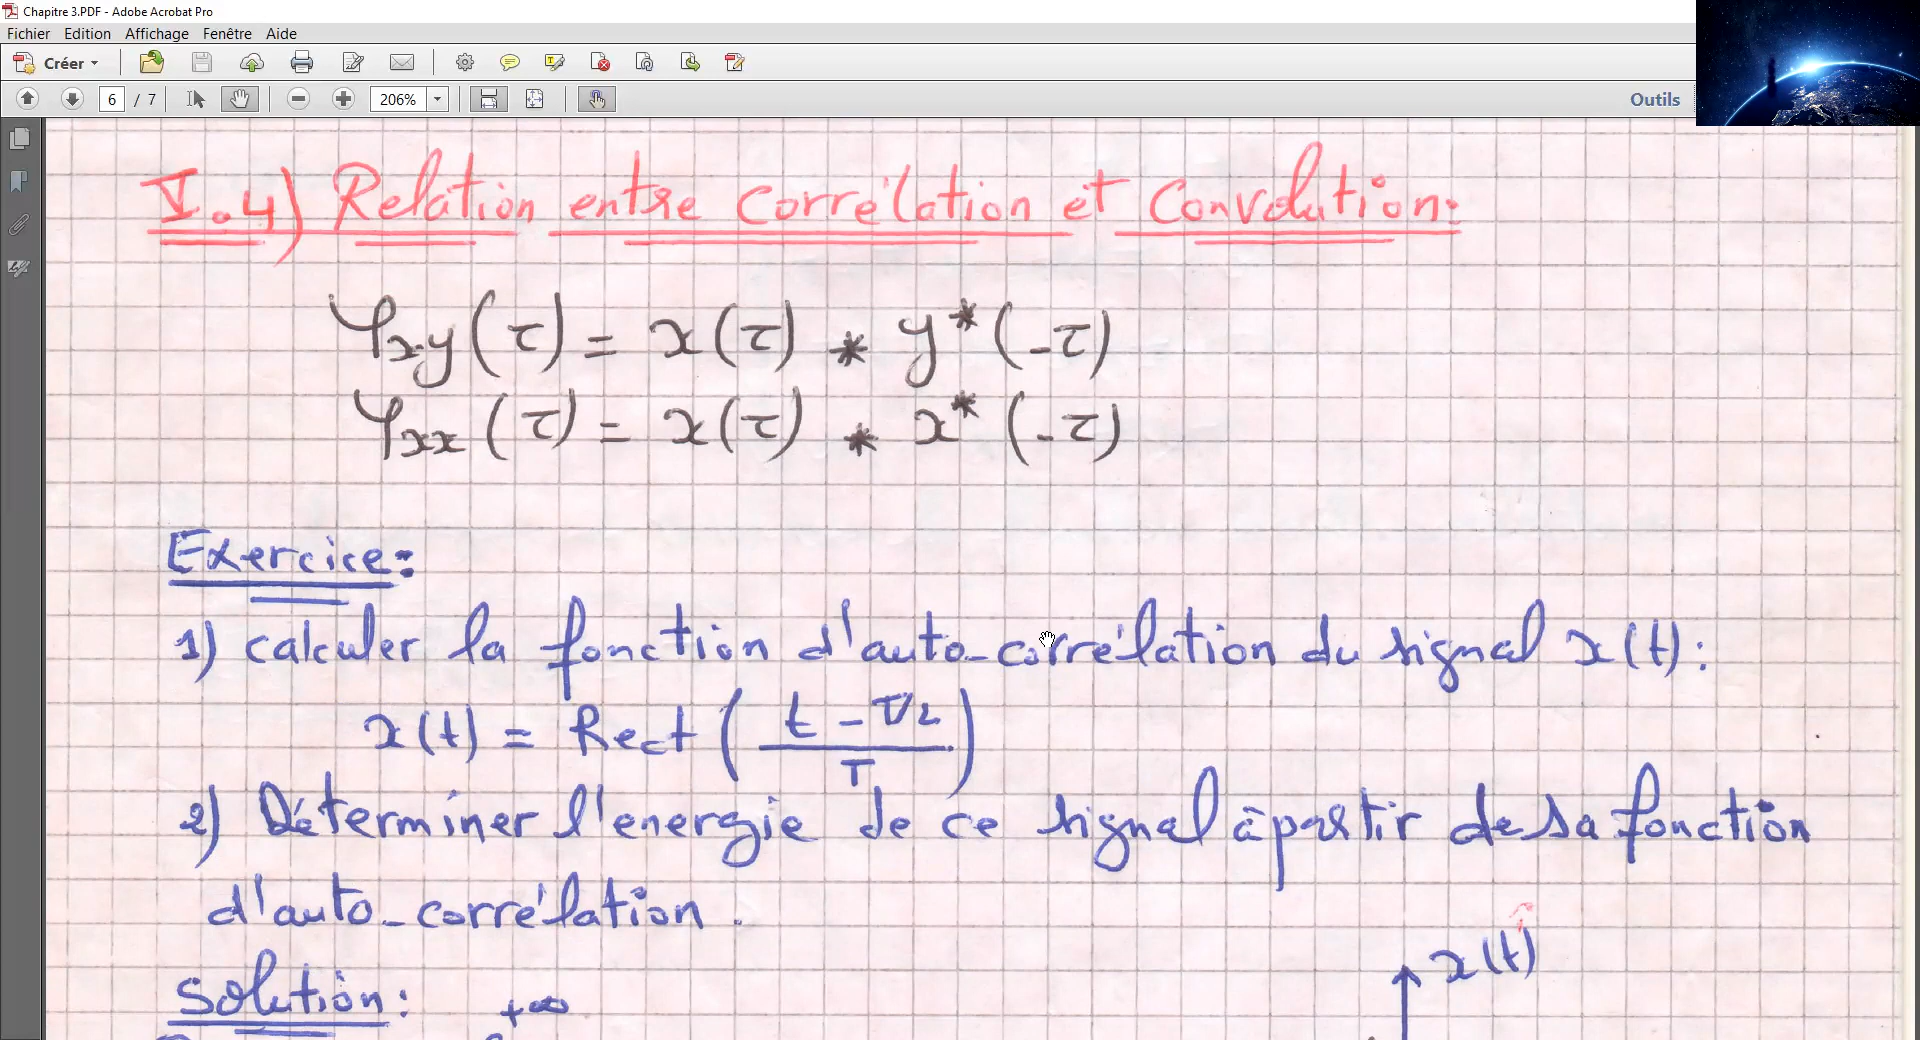 Chapitre 3.PDF - Adobe Acrobat Pro
Fichier Edition Affichage Fenêtre Aide
Créer
6 / 7 206% Outils
V.4) Relation entre Corrélation et Convolution:
φxy(τ) = x(τ) * y*(-τ)
φxx(τ) = x(τ) * x*(-τ)
Exercice:
1) calculer la fonction d'auto-corrélation du signal x(t):
x(t) = Rect ( t - T/2 / T )
2) Déterminer l'energie de ce signal à partir de sa fonction
d'auto-corrélation.
x(t)
Solution:
+∞